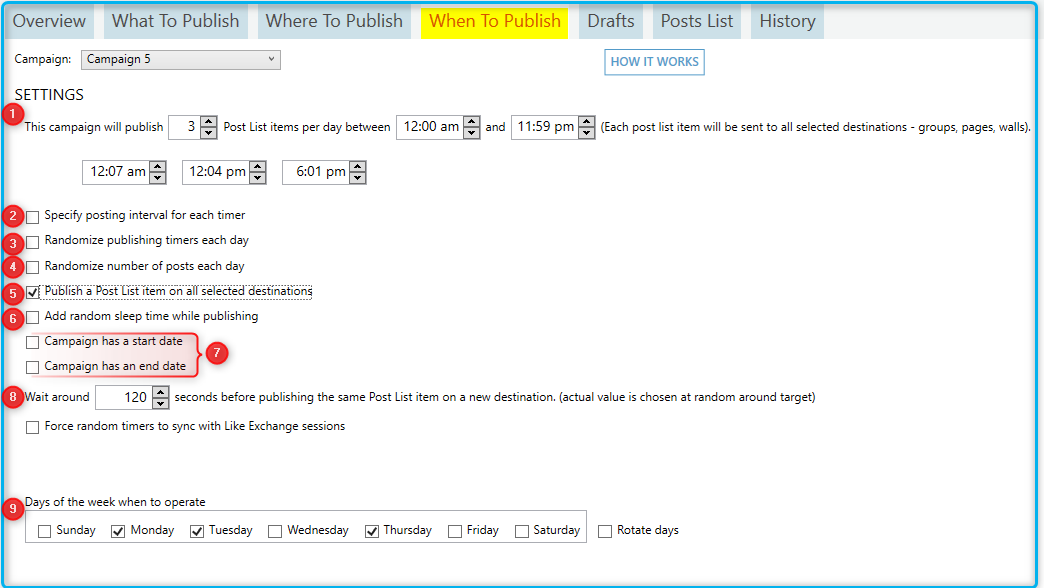 Overview What To Publish Where To Publish When To Publish Drafts Posts List History
Campaign: Campaign 5 HOW IT WORKS
SETTINGS
1 This campaign will publish 3 Post List items per day between 12:00 am and 11:59 pm (Each post list item will be sent to all selected destinations - groups, pages, walls).
12:07 am 12:04 pm 6:01 pm
2 Specify posting interval for each timer
3 Randomize publishing timers each day
4 Randomize number of posts each day
5 Publish a Post List item on all selected destinations
6 Add random sleep time while publishing
Campaign has a start date
7
Campaign has an end date
8 Wait around 120 seconds before publishing the same Post List item on a new destination. (actual value is chosen at random around target)
Force random timers to sync with Like Exchange sessions
9 Days of the week when to operate
Sunday Monday Tuesday Wednesday Thursday Friday Saturday Rotate days